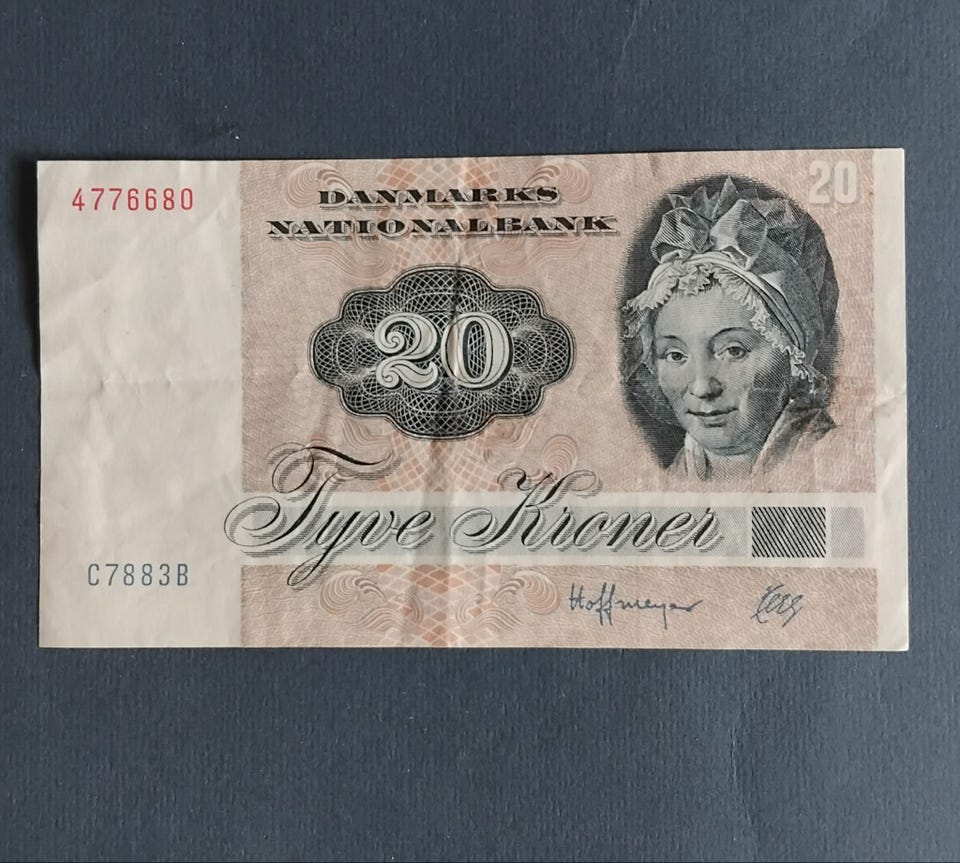 4776680
DANMARKS
NATIONALBANK
20
20
Tyve Kroner
C7883B
Hoffmeyer